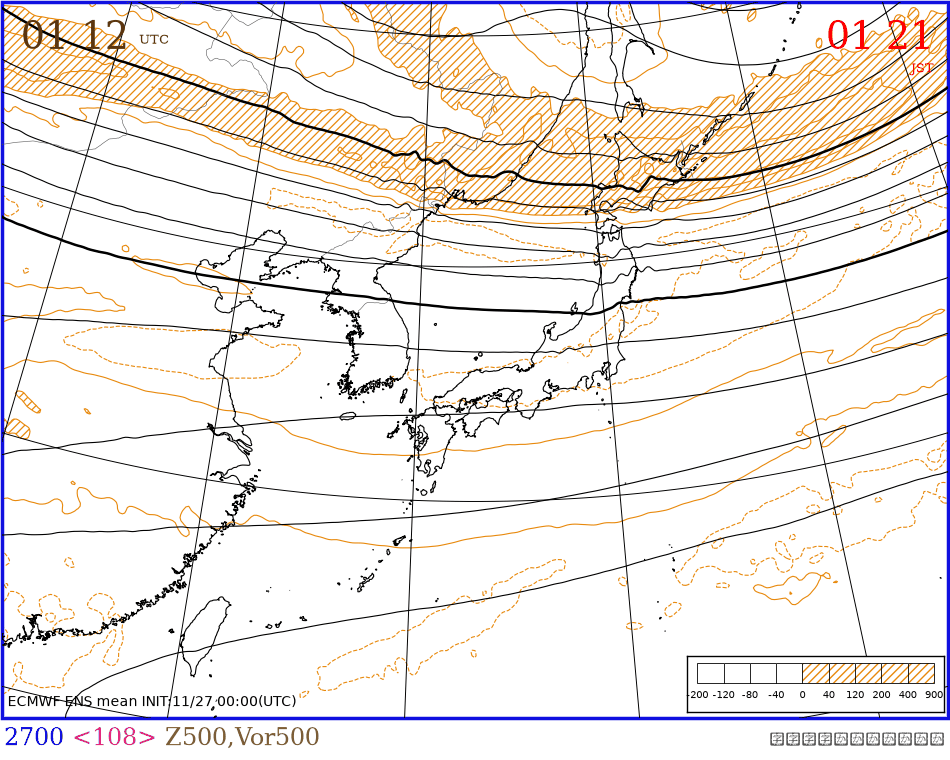 01 12 UTC
01 21
JST
-200 -120 -80 -40 0 40 120 200 400 900
ECMWF ENS mean INIT:11/27 00:00(UTC)
2700 <108> Z500,Vor500